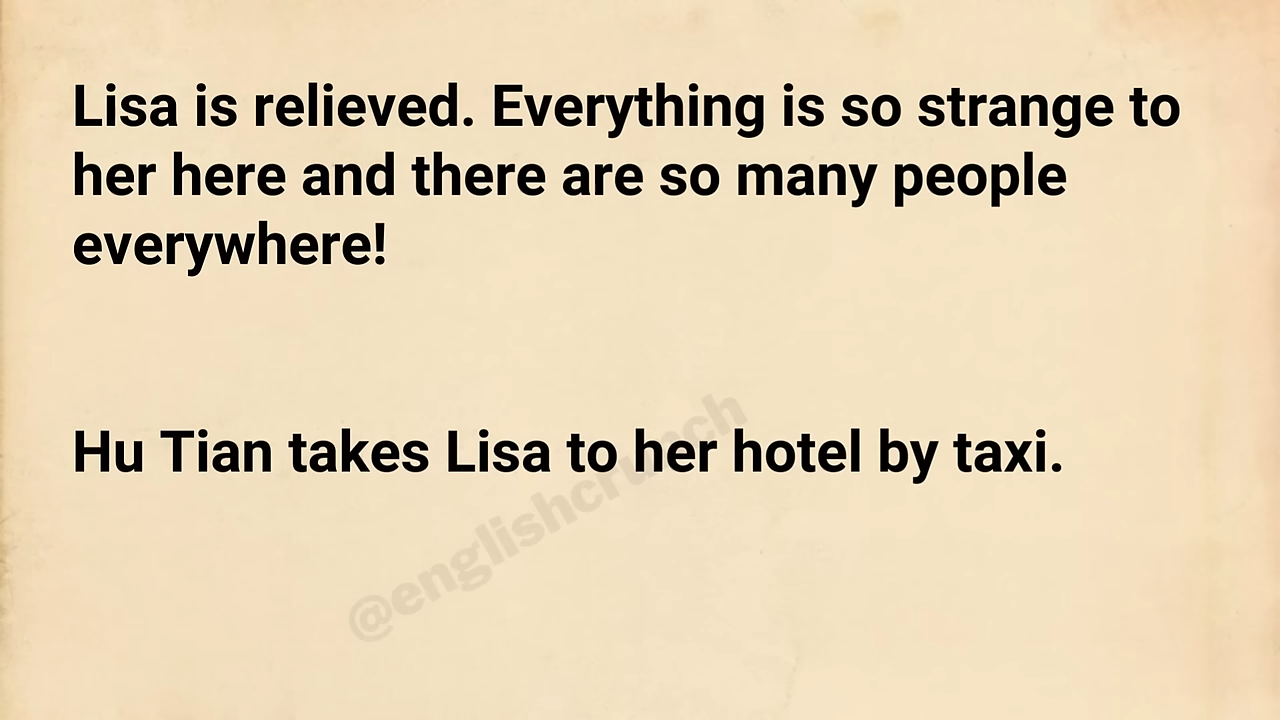 Lisa is relieved. Everything is so strange to
her here and there are so many people
everywhere!
Hu Tian takes Lisa to her hotel by taxi.
@englishcrunch